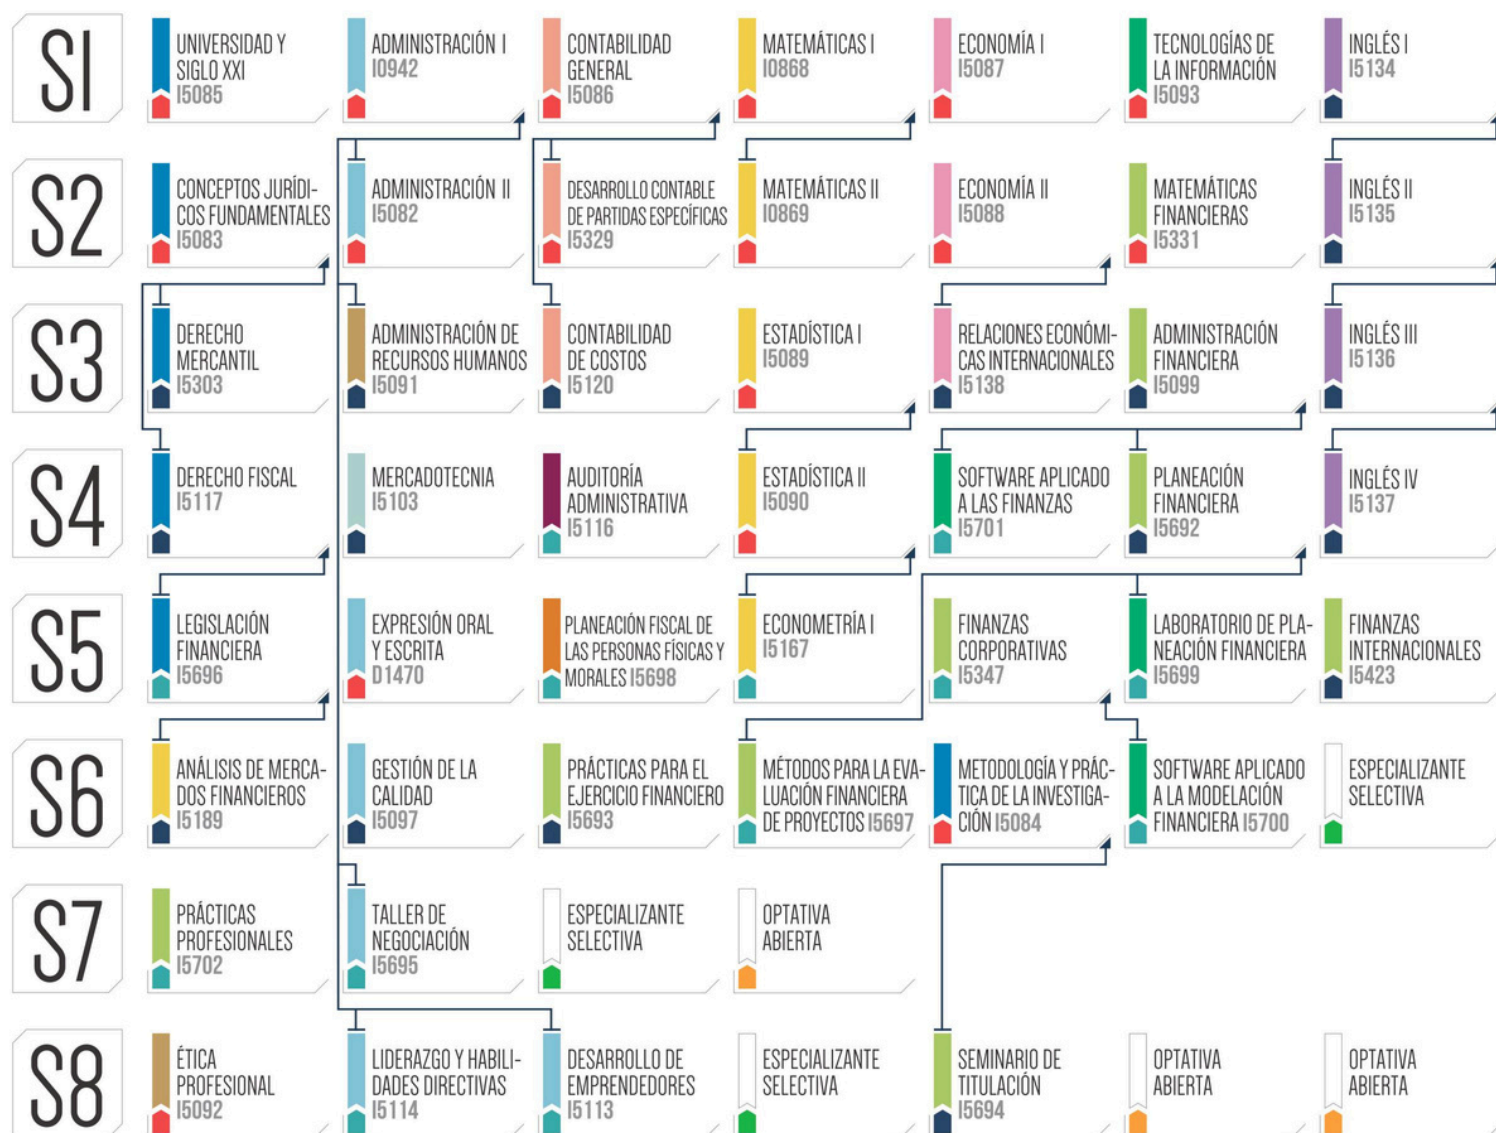 S1
UNIVERSIDAD Y
SIGLO XXI
I5085
ADMINISTRACIÓN I
I0942
CONTABILIDAD
GENERAL
I5086
MATEMÁTICAS I
I0868
ECONOMÍA I
I5087
TECNOLOGÍAS DE
LA INFORMACIÓN
I5093
INGLÉS I
I5134
S2
CONCEPTOS JURÍDI-
COS FUNDAMENTALES
I5083
ADMINISTRACIÓN II
I5082
DESARROLLO CONTABLE
DE PARTIDAS ESPECÍFICAS
I5329
MATEMÁTICAS II
I0869
ECONOMÍA II
I5088
MATEMÁTICAS
FINANCIERAS
I5331
INGLÉS II
I5135
S3
DERECHO
MERCANTIL
I5303
ADMINISTRACIÓN DE
RECURSOS HUMANOS
I5091
CONTABILIDAD
DE COSTOS
I5120
ESTADÍSTICA I
I5089
RELACIONES ECONÓMI-
CAS INTERNACIONALES
I5138
ADMINISTRACIÓN
FINANCIERA
I5099
INGLÉS III
I5136
S4
DERECHO FISCAL
I5117
MERCADOTECNIA
I5103
AUDITORÍA
ADMINISTRATIVA
I5116
ESTADÍSTICA II
I5090
SOFTWARE APLICADO
A LAS FINANZAS
I5701
PLANEACIÓN
FINANCIERA
I5692
INGLÉS IV
I5137
S5
LEGISLACIÓN
FINANCIERA
I5696
EXPRESIÓN ORAL
Y ESCRITA
D1470
PLANEACIÓN FISCAL DE
LAS PERSONAS FÍSICAS Y
MORALES I5698
ECONOMETRÍA I
I5167
FINANZAS
CORPORATIVAS
I5347
LABORATORIO DE PLA-
NEACIÓN FINANCIERA
I5699
FINANZAS
INTERNACIONALES
I5423
S6
ANÁLISIS DE MERCA-
DOS FINANCIEROS
I5189
GESTIÓN DE LA
CALIDAD
I5097
PRÁCTICAS PARA EL
EJERCICIO FINANCIERO
I5693
MÉTODOS PARA LA EVA-
LUACIÓN FINANCIERA
DE PROYECTOS I5697
METODOLOGÍA Y PRÁC-
TICA DE LA INVESTIGA-
CIÓN I5084
SOFTWARE APLICADO
A LA MODELACIÓN
FINANCIERA I5700
ESPECIALIZANTE
SELECTIVA
S7
PRÁCTICAS
PROFESIONALES
I5702
TALLER DE
NEGOCIACIÓN
I5695
ESPECIALIZANTE
SELECTIVA
OPTATIVA
ABIERTA
S8
ÉTICA
PROFESIONAL
I5092
LIDERAZGO Y HABILI-
DADES DIRECTIVAS
I5114
DESARROLLO DE
EMPRENDEDORES
I5113
ESPECIALIZANTE
SELECTIVA
SEMINARIO DE
TITULACIÓN
I5694
OPTATIVA
ABIERTA
OPTATIVA
ABIERTA